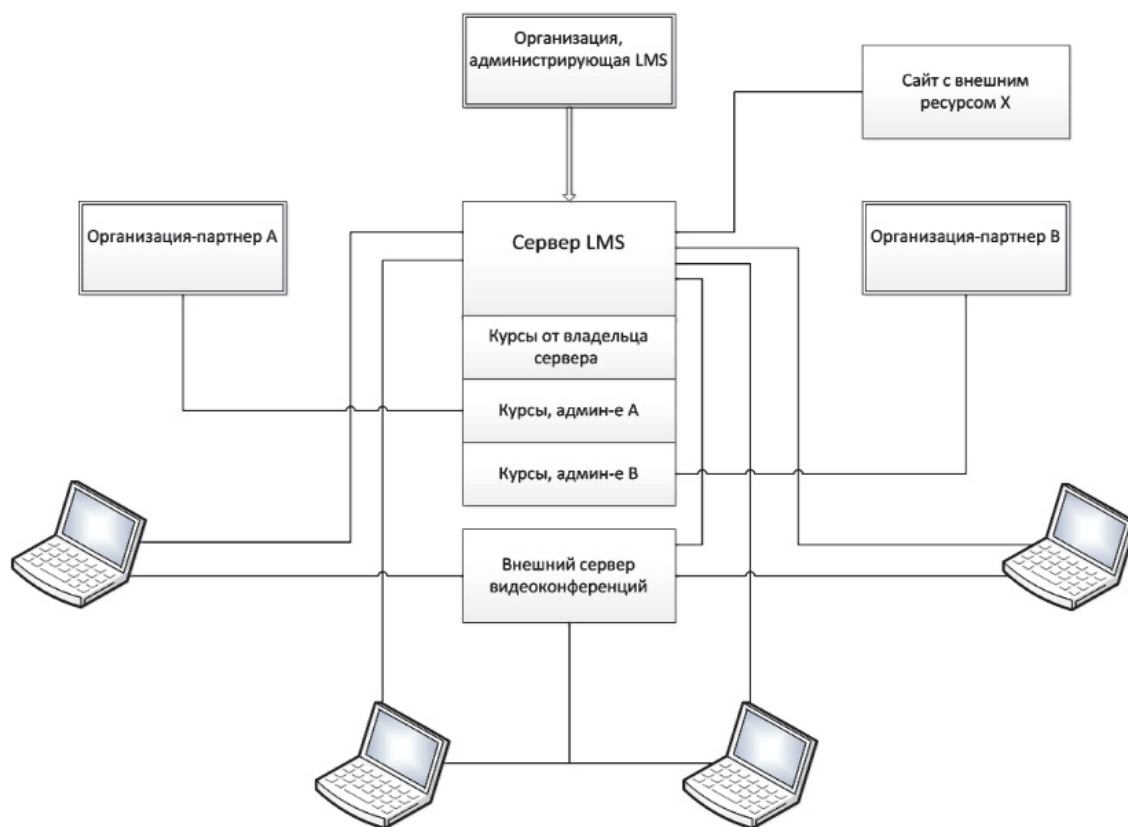 Организация,
администрирующая LMS
Сайт с внешним
ресурсом X
Организация-партнер А
Сервер LMS
Организация-партнер В
Курсы от владельца
сервера
Курсы, админ-е А
Курсы, админ-е В
Внешний сервер
видеоконференций